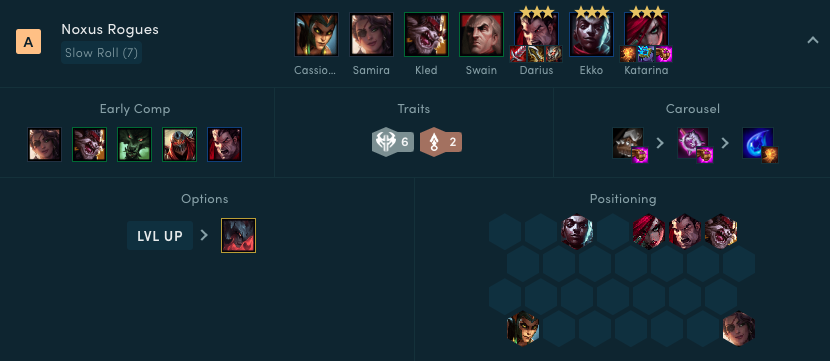 A
Noxus Rogues
Slow Roll (7)
Cassio...
Samira
Kled
Swain
Darius
Ekko
Katarina
Early Comp
Traits
Carousel
6
2
Options
Positioning
LVL UP